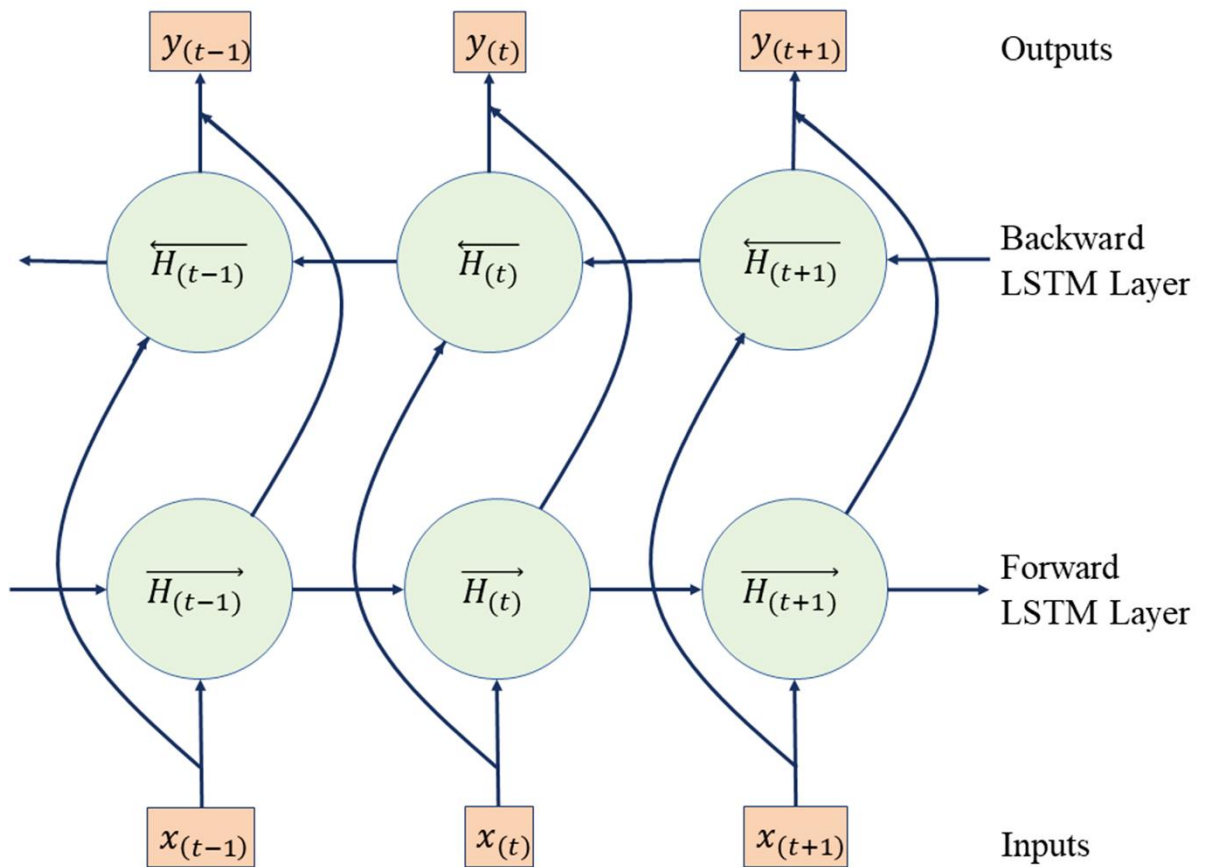 y(t−1) y(t) y(t+1) Outputs
←H(t−1) ←H(t) ←H(t+1) Backward
LSTM Layer
→H(t−1) →H(t) →H(t+1) Forward
LSTM Layer
x(t−1) x(t) x(t+1) Inputs